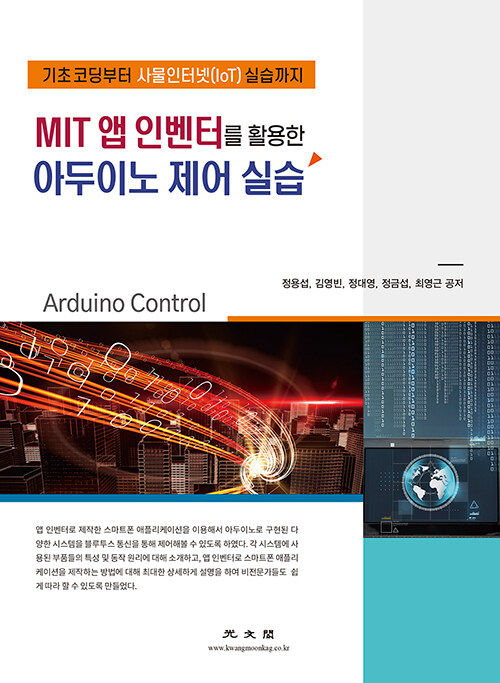 기초 코딩부터 사물인터넷(IoT) 실습까지
MIT 앱 인벤터를 활용한
아두이노 제어 실습
정용섭, 김영빈, 정대영, 정금섭, 최영근 공저
Arduino Control
앱 인벤터로 제작한 스마트폰 애플리케이션을 이용해서 아두이노로 구현된 다
양한 시스템을 블루투스 통신을 통해 제어해볼 수 있도록 하였다. 각 시스템에 사
용된 부품들의 특성 및 동작 원리에 대해 소개하고, 앱 인벤터로 스마트폰 애플리
케이션을 제작하는 방법에 대해 최대한 상세하게 설명을 하여 비전문가들도 쉽
게 따라 할 수 있도록 만들었다.
光文閣
www.kwangmoonkag.co.kr